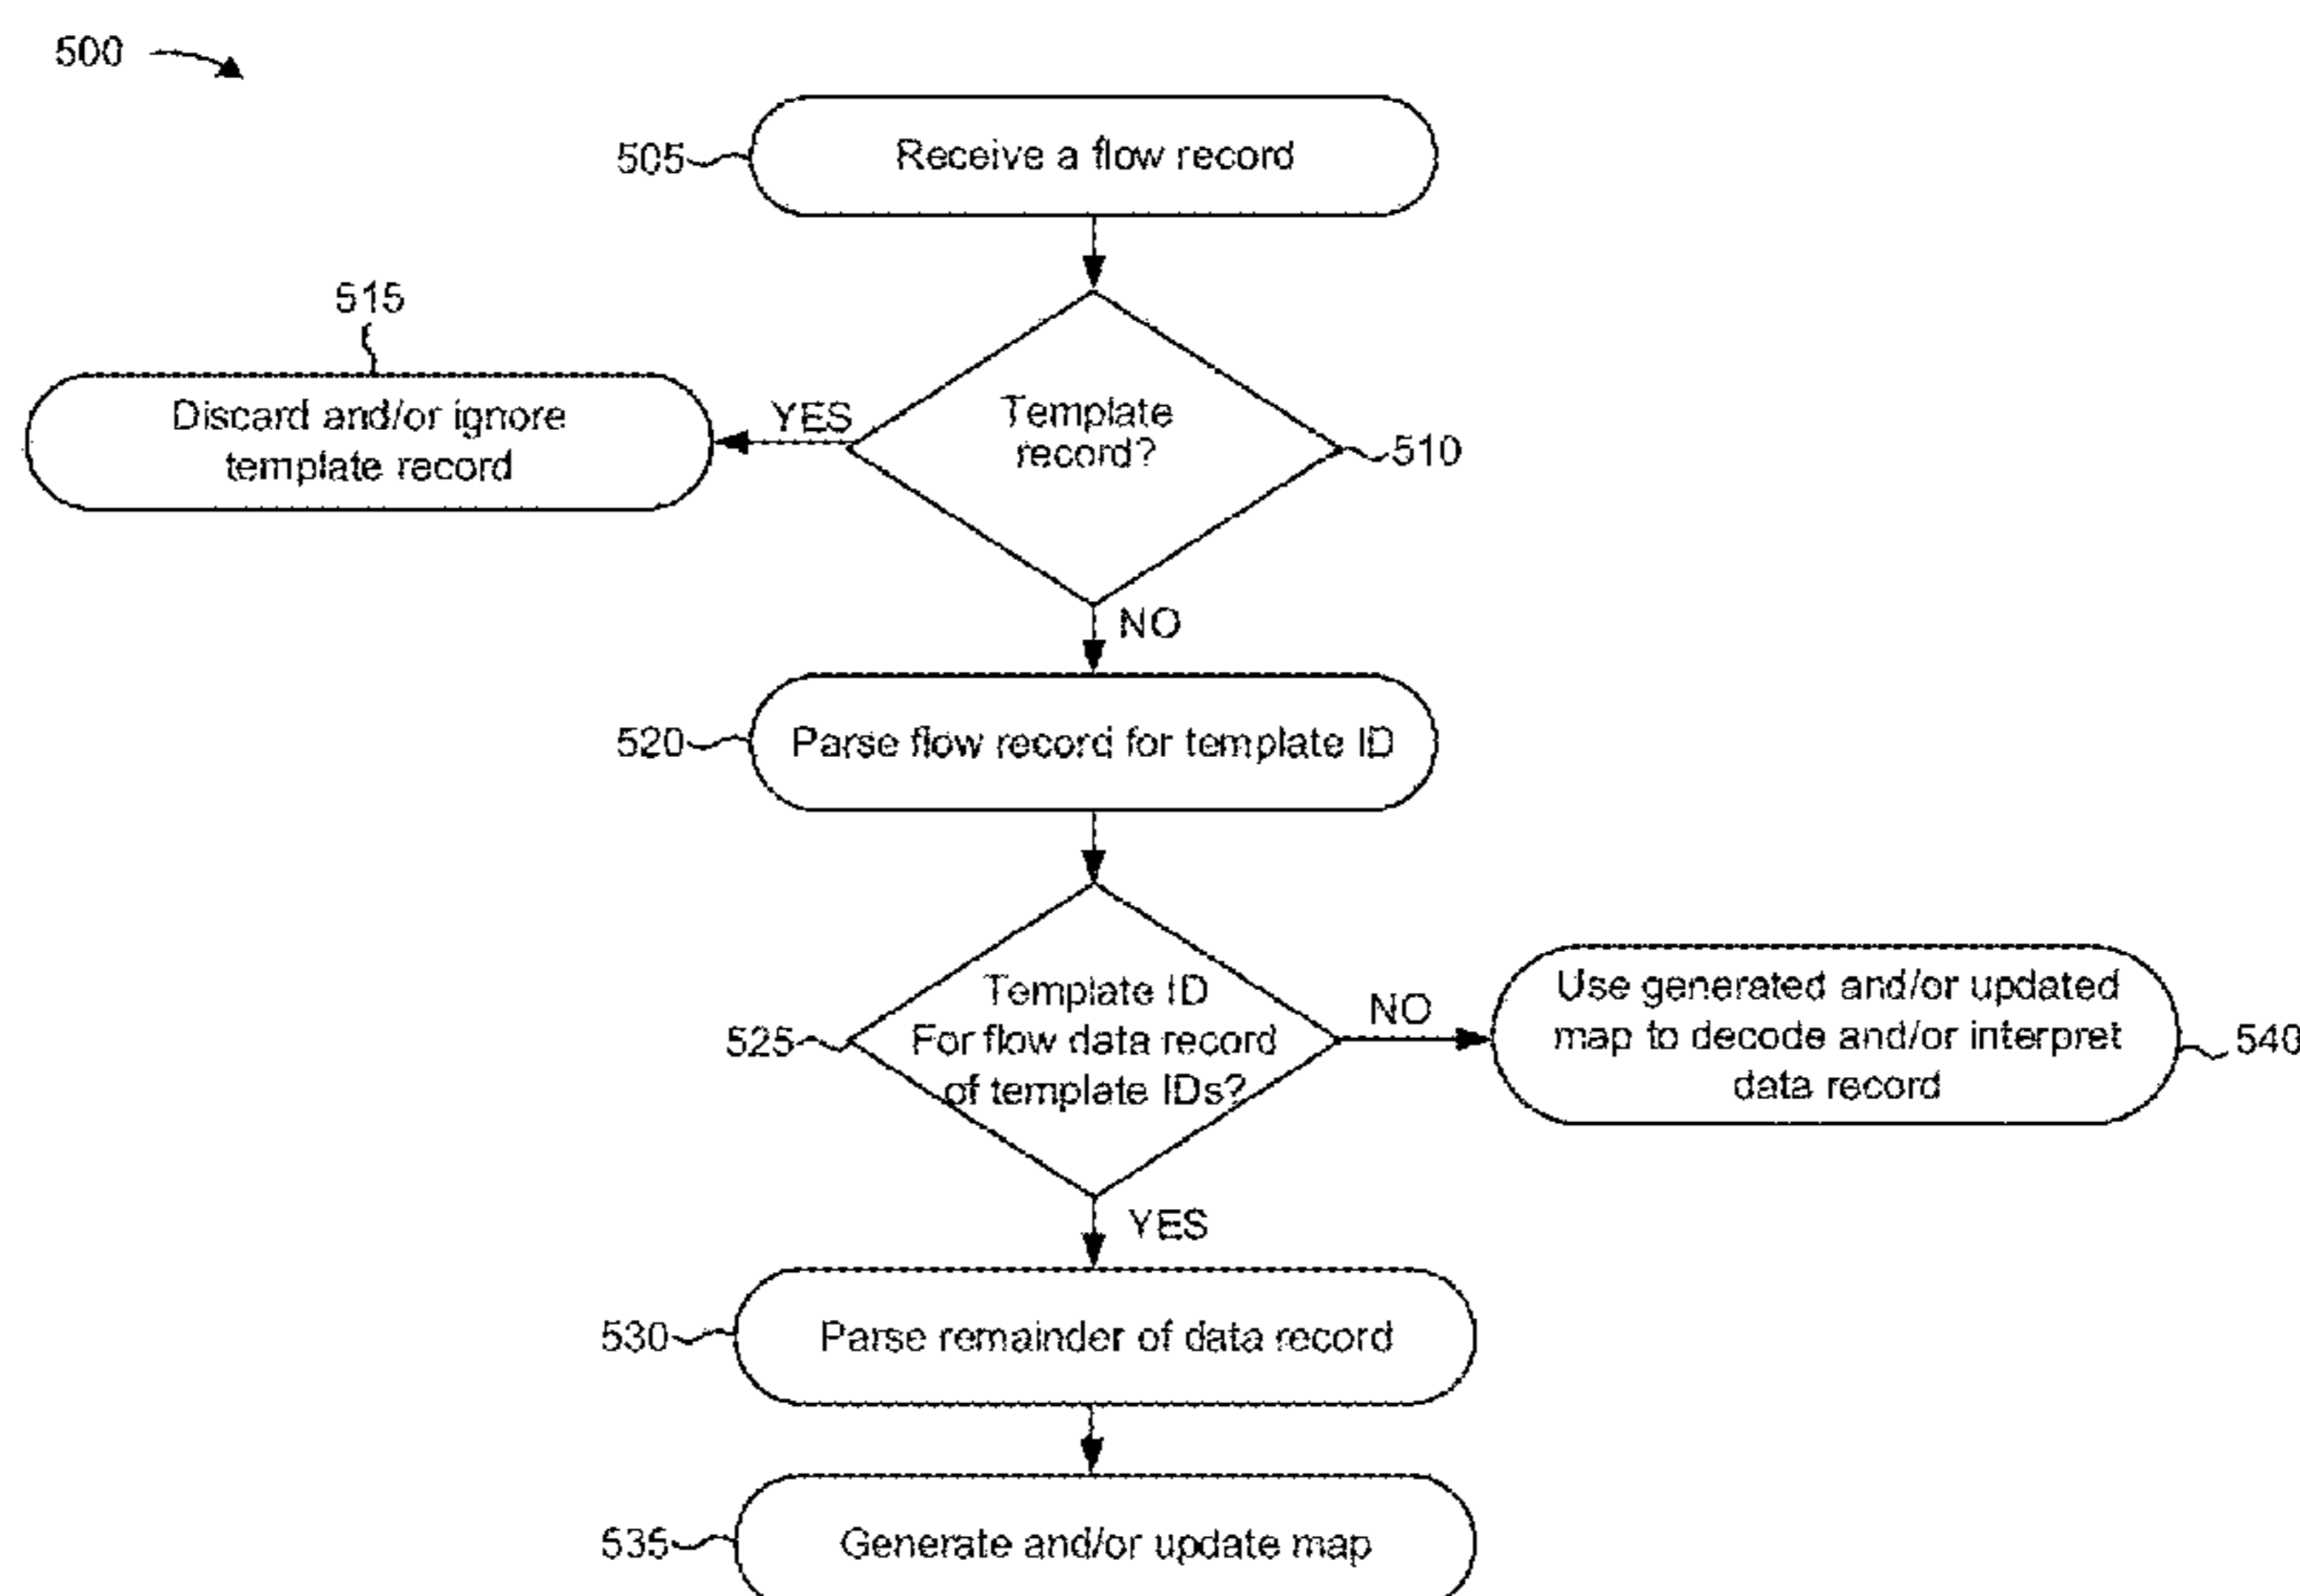 500
505
Receive a flow record
515
Discard and/or ignore
template record
YES
Template
record?
510
NO
520
Parse flow record for template ID
525
Template ID
For flow data record
of template IDs?
NO
Use generated and/or updated
map to decode and/or interpret
data record
540
YES
530
Parse remainder of data record
535
Generate and/or update map